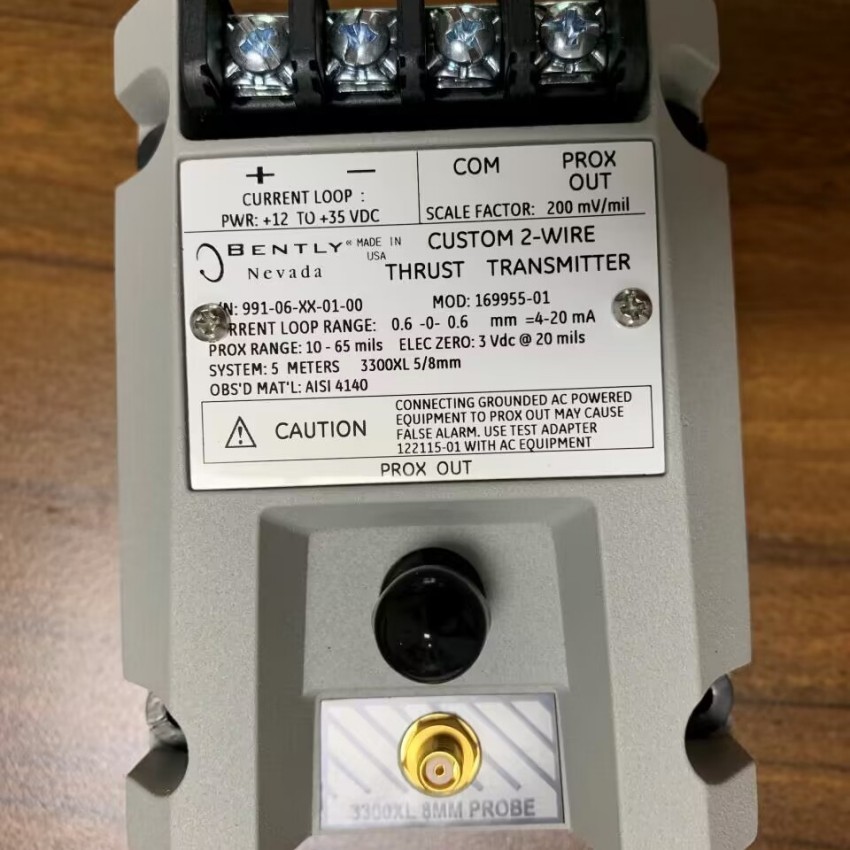 + —
CURRENT LOOP :
PWR: +12 TO +35 VDC
COM PROX OUT
SCALE FACTOR: 200 mV/mil
BENTLY® MADE IN USA
Nevada
CUSTOM 2-WIRE
THRUST TRANSMITTER
N: 991-06-XX-01-00 MOD: 169955-01
RRENT LOOP RANGE: 0.6 -0- 0.6 mm =4-20 mA
PROX RANGE: 10 - 65 mils ELEC ZERO: 3 Vdc @ 20 mils
SYSTEM: 5 METERS 3300XL 5/8mm
OBS'D MAT'L: AISI 4140
CAUTION
CONNECTING GROUNDED AC POWERED
EQUIPMENT TO PROX OUT MAY CAUSE
FALSE ALARM. USE TEST ADAPTER
122115-01 WITH AC EQUIPMENT
PROX OUT
3300XL 8MM PROBE